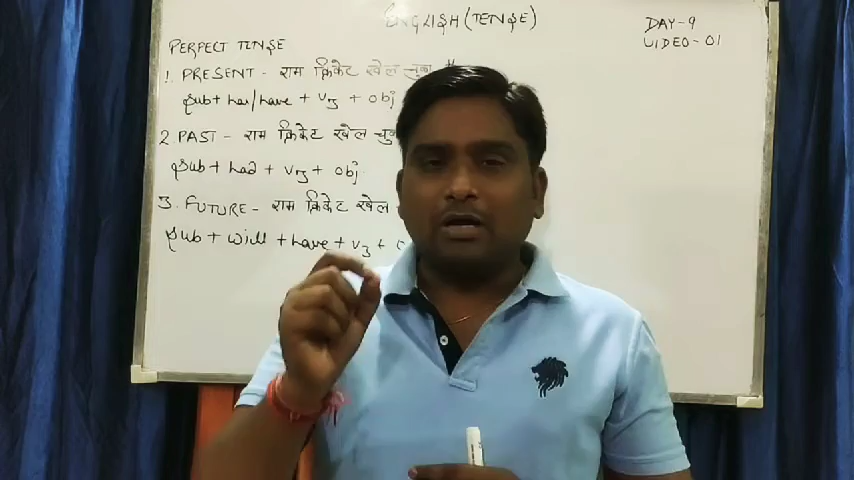 ENGLISH (TENSE)
DAY-9
VIDEO-01
PERFECT TENSE
1. PRESENT - राम क्रिकेट खेल चुका
Sub + has/have + V3 + obj
2. PAST - राम क्रिकेट खेल
Sub + had + V3 + obj.
3. FUTURE - राम क्रिकेट खेल
Sub + will + have + V3 +